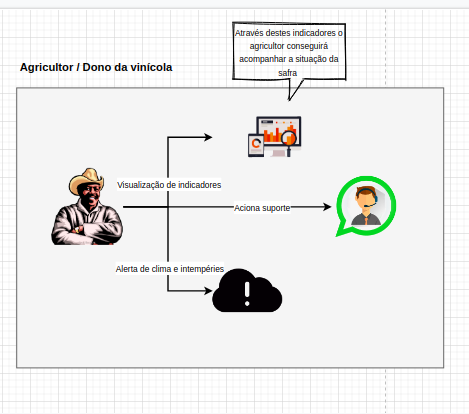 Através destes indicadores o
agricultor conseguirá
acompanhar a situação da
safra
Agricultor / Dono da vinícola
Visualização de indicadores
Aciona suporte
Alerta de clima e intempéries